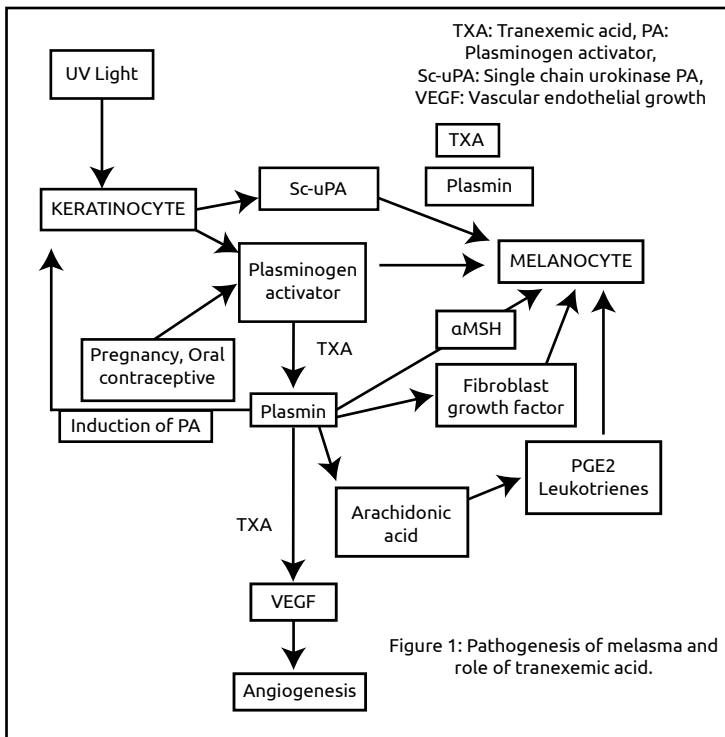 TXA: Tranexemic acid, PA:
Plasminogen activator,
Sc-uPA: Single chain urokinase PA,
VEGF: Vascular endothelial growth
UV Light
TXA
Plasmin
Sc-uPA
KERATINOCYTE
Plasminogen
activator
MELANOCYTE
αMSH
TXA
Pregnancy, Oral
contraceptive
Fibroblast
growth factor
Plasmin
Induction of PA
PGE2
Leukotrienes
Arachidonic
acid
TXA
VEGF
Angiogenesis
Figure 1: Pathogenesis of melasma and
role of tranexemic acid.